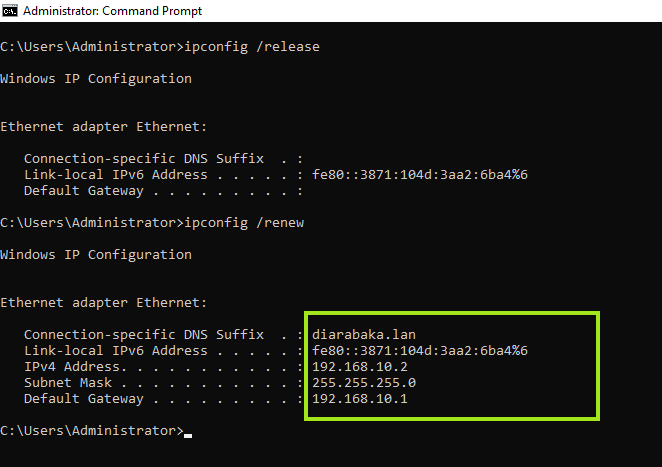 Administrator: Command Prompt
C:\Users\Administrator>ipconfig /release
Windows IP Configuration
Ethernet adapter Ethernet:
Connection-specific DNS Suffix  . :
Link-local IPv6 Address . . . . . : fe80::3871:104d:3aa2:6ba4%6
Default Gateway . . . . . . . . . :
C:\Users\Administrator>ipconfig /renew
Windows IP Configuration
Ethernet adapter Ethernet:
Connection-specific DNS Suffix  . : diarabaka.lan
Link-local IPv6 Address . . . . . : fe80::3871:104d:3aa2:6ba4%6
IPv4 Address. . . . . . . . . . . : 192.168.10.2
Subnet Mask . . . . . . . . . . . : 255.255.255.0
Default Gateway . . . . . . . . . : 192.168.10.1
C:\Users\Administrator>